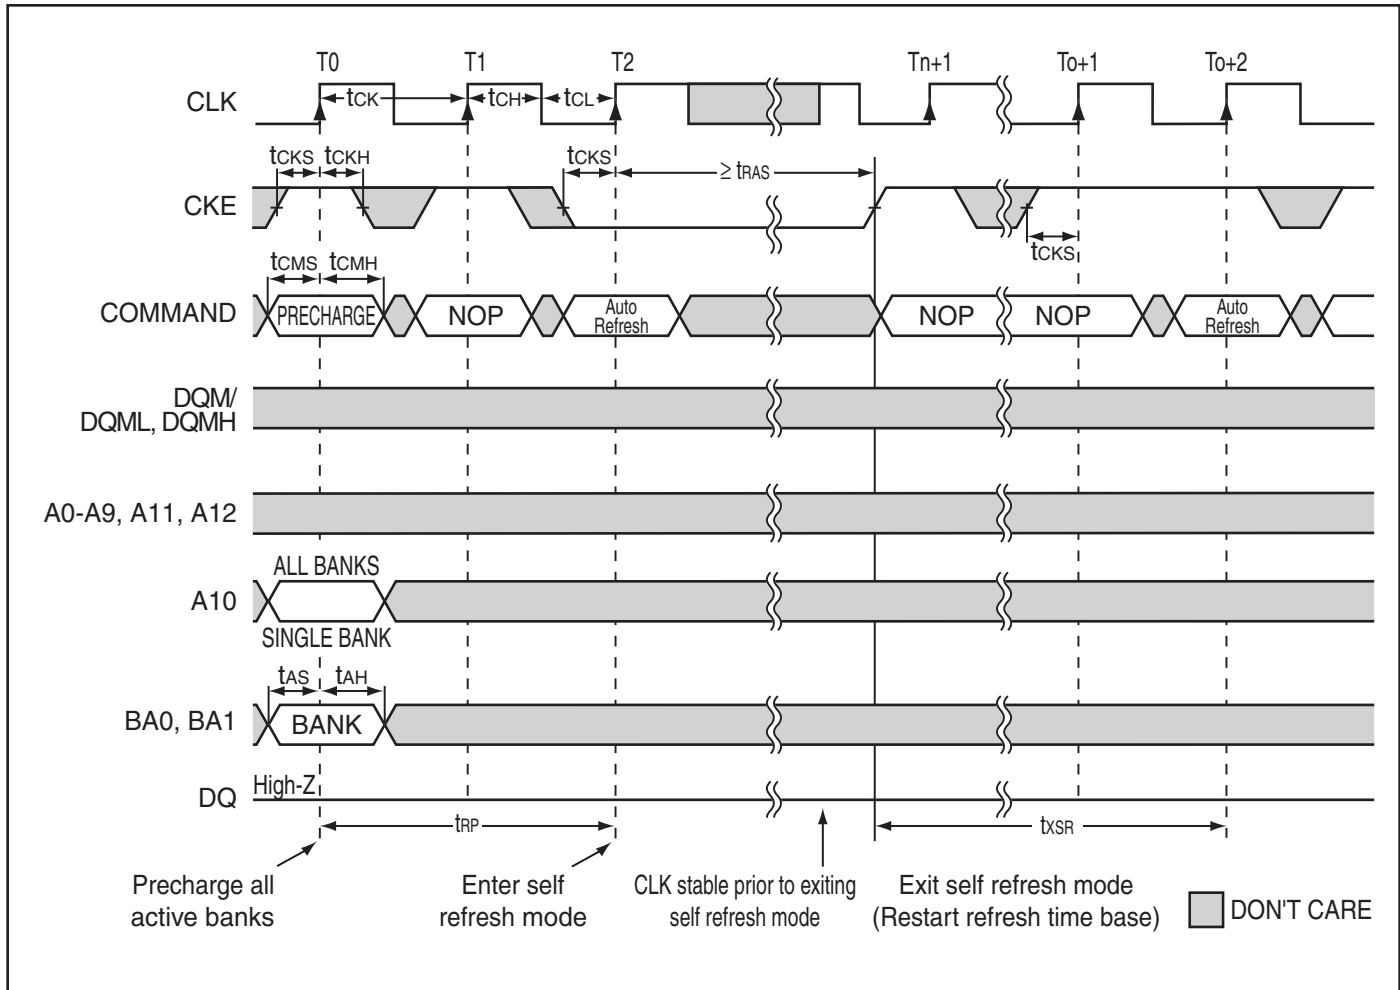 T0 T1 T2 Tn+1 To+1 To+2
CLK tCK tCH tCL
tCKS tCKH tCKS ≥ tRAS
CKE
tCKS
tCMS tCMH
COMMAND PRECHARGE NOP Auto Refresh NOP NOP Auto Refresh
DQM/
DQML, DQMH
A0-A9, A11, A12
ALL BANKS
A10
SINGLE BANK
tAS tAH
BA0, BA1 BANK
DQ High-Z
tRP tXSR
Precharge all
active banks
Enter self
refresh mode
CLK stable prior to exiting
self refresh mode
Exit self refresh mode
(Restart refresh time base)
DON'T CARE